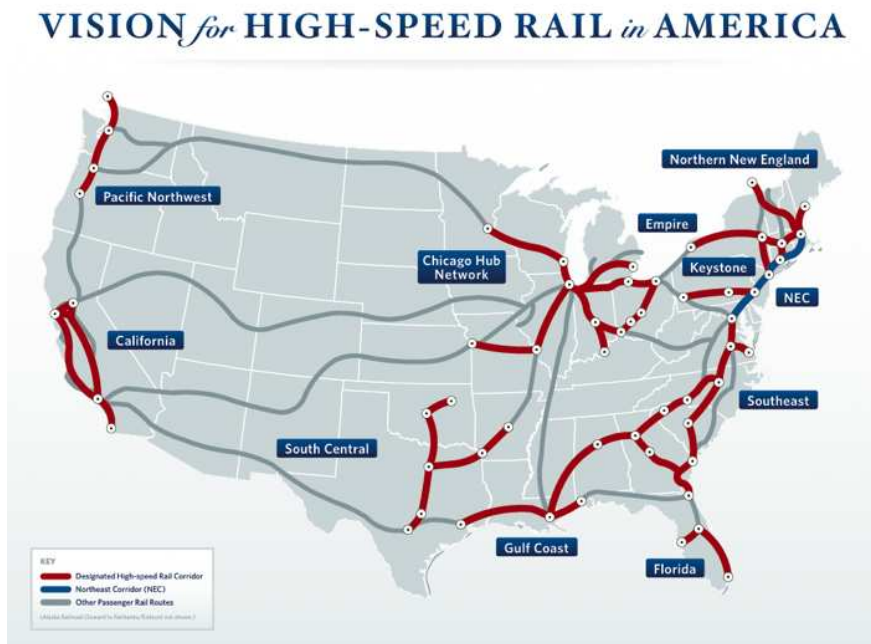 VISION for HIGH-SPEED RAIL in AMERICA
Northern New England
Pacific Northwest
Empire
Chicago Hub
Network
Keystone
NEC
California
Southeast
South Central
Gulf Coast
Florida
KEY
Designated High-speed Rail Corridor
Northeast Corridor (NEC)
Other Passenger Rail Routes